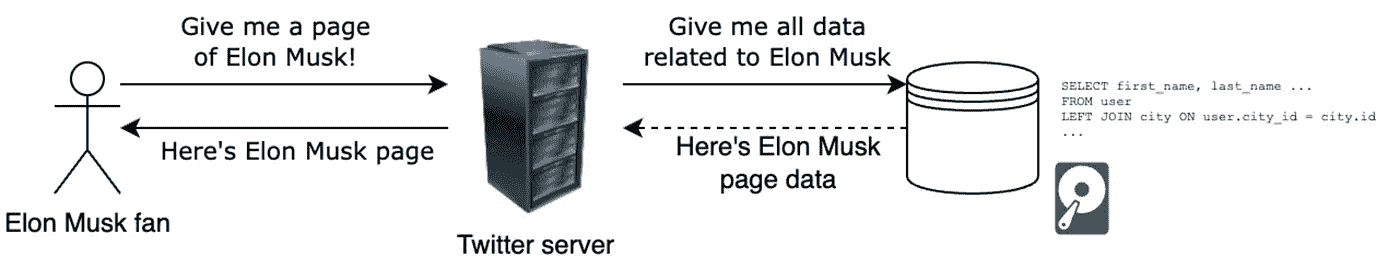 Give me a page
of Elon Musk!
Here's Elon Musk page
Elon Musk fan
Twitter server
Give me all data
related to Elon Musk
Here's Elon Musk
page data
SELECT first_name, last_name ...
FROM user
LEFT JOIN city ON user.city_id = city.id
...